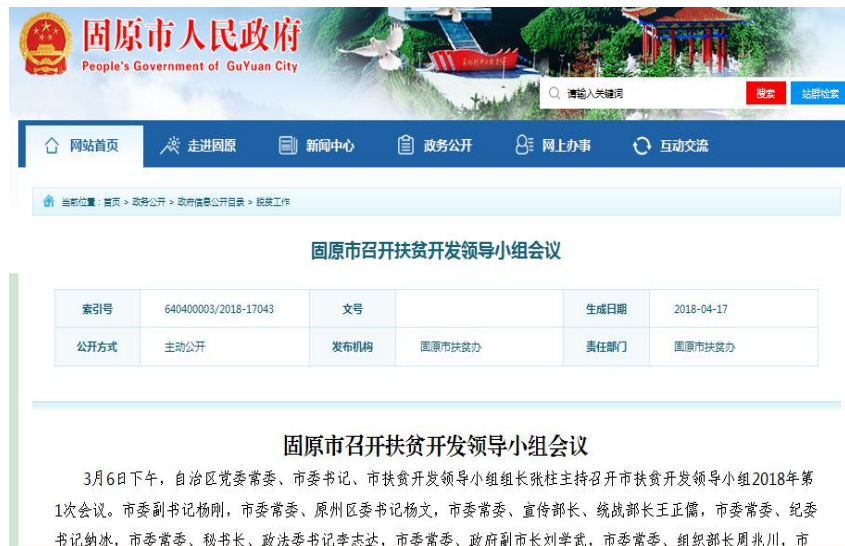 固原市人民政府
People's Government of GuYuan City
请输入关键词 搜索 站群检索
网站首页 走进固原 新闻中心 政务公开 网上办事 互动交流
当前位置：首页 > 政务公开 > 政府信息公开目录 > 脱贫工作
固原市召开扶贫开发领导小组会议
索引号 640400003/2018-17043 文号 生成日期 2018-04-17
公开方式 主动公开 发布机构 固原市扶贫办 责任部门 固原市扶贫办
固原市召开扶贫开发领导小组会议
3月6日下午，自治区党委常委、市委书记、市扶贫开发领导小组组长张柱主持召开市扶贫开发领导小组2018年第
1次会议。市委副书记杨刚，市委常委、原州区委书记杨文，市委常委、宣传部长、统战部长王正儒，市委常委、纪委
书记纳冰，市委常委、秘书长、政法委书记李志达，市委常委、政府副市长刘学武，市委常委、组织部长周兆川，市